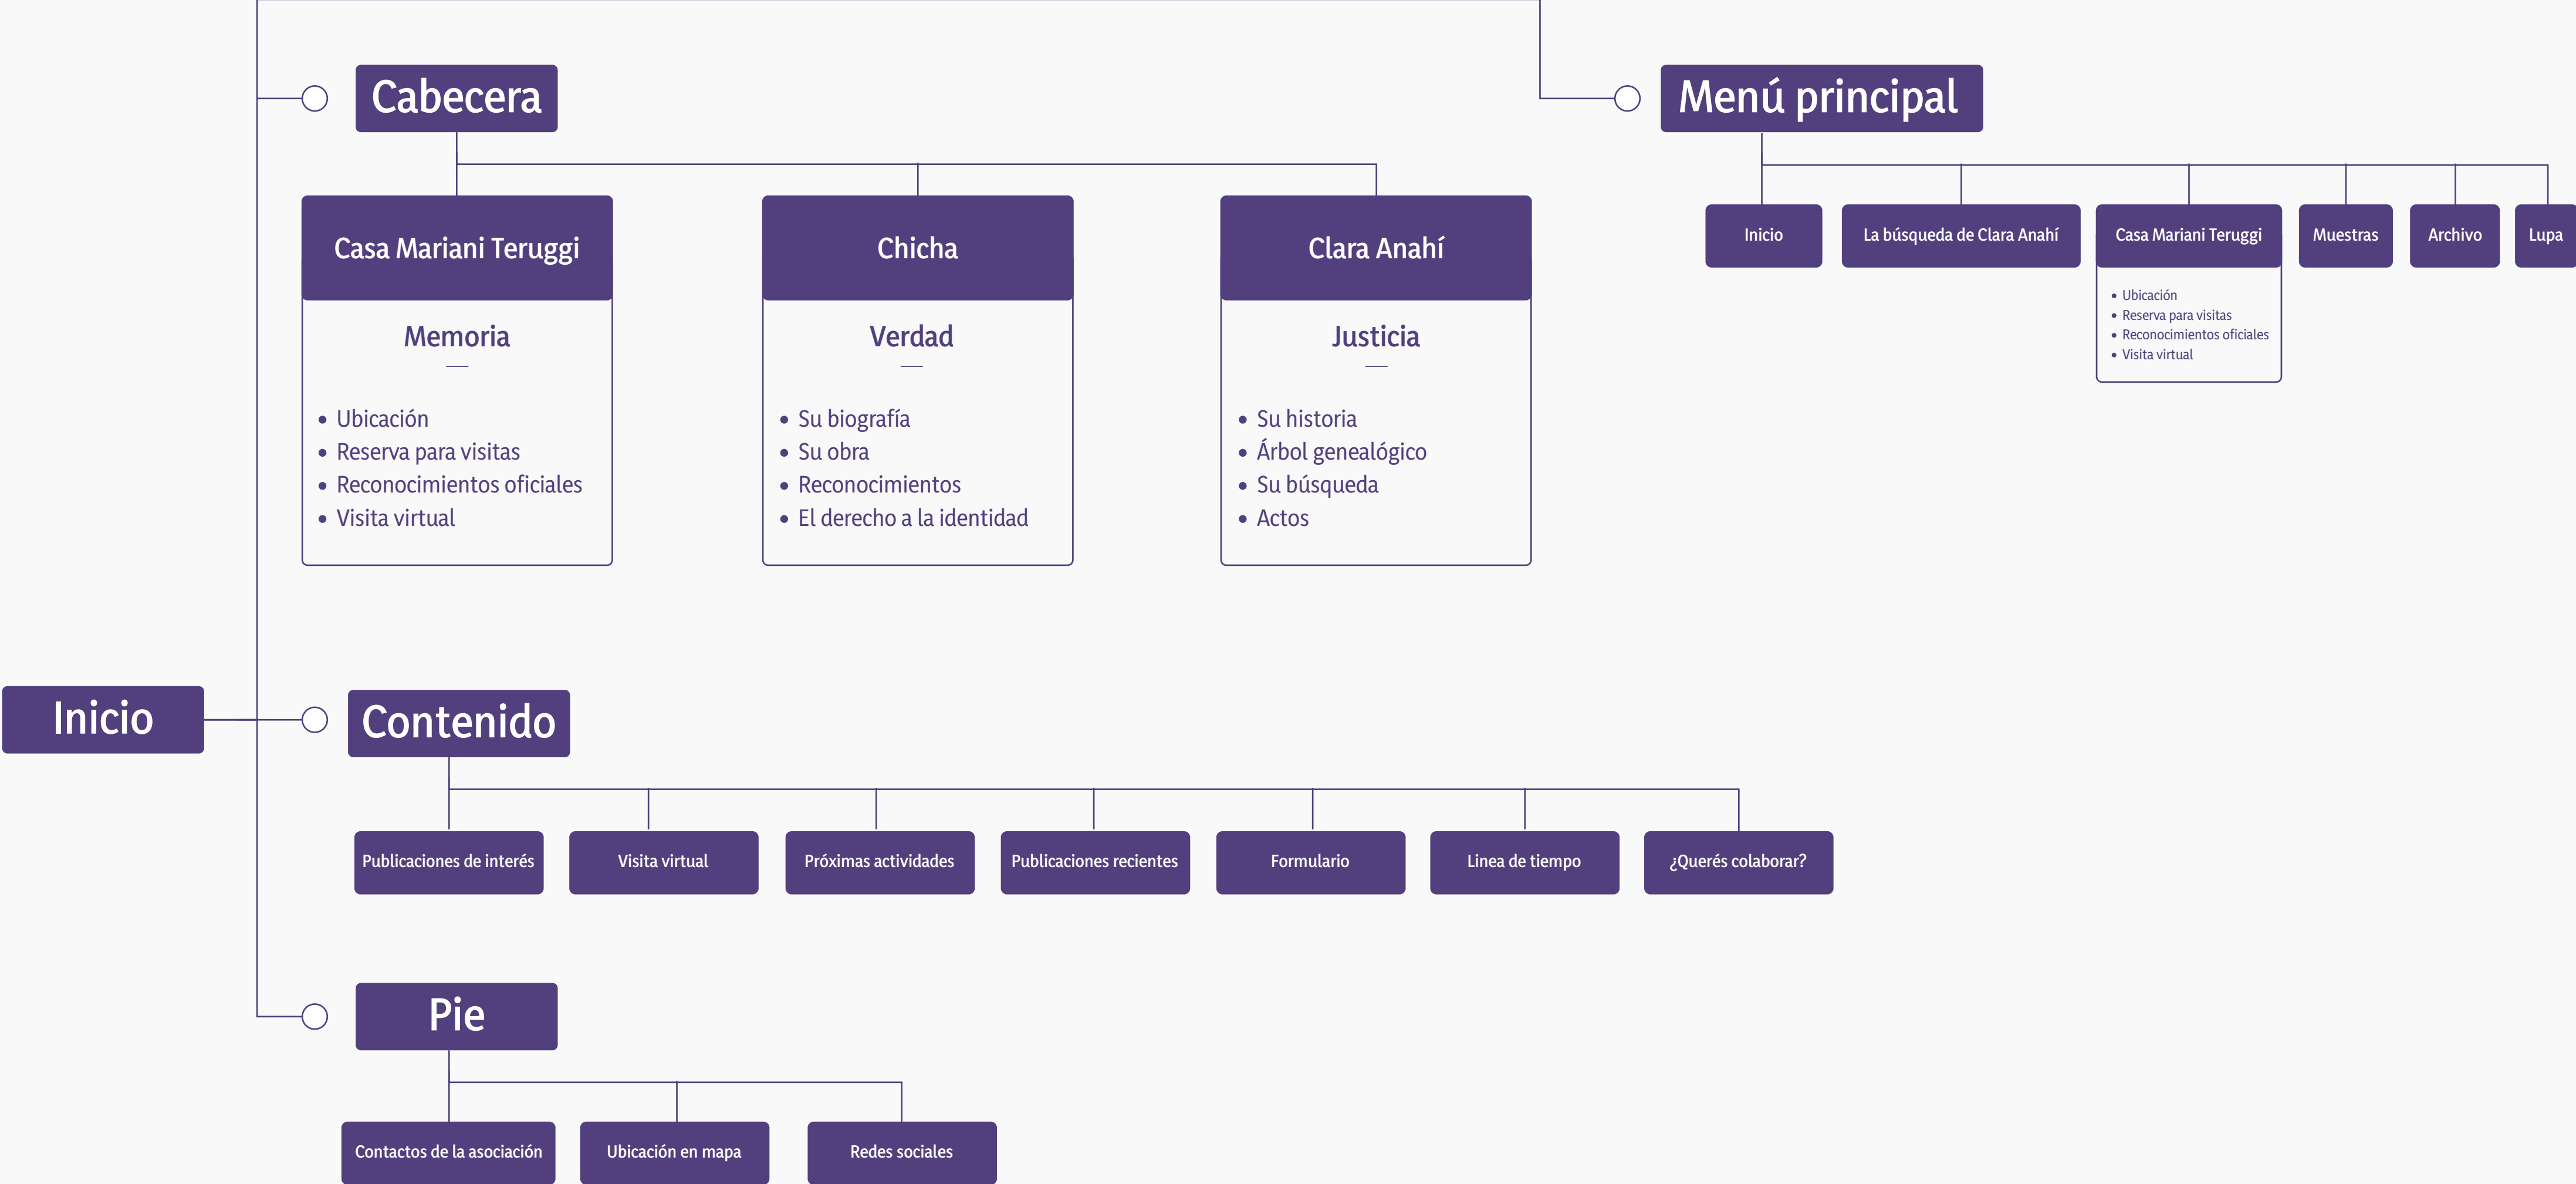 Cabecera
Casa Mariani Teruggi
Memoria
Ubicación
Reserva para visitas
Reconocimientos oficiales
Visita virtual
Chicha
Verdad
Su biografía
Su obra
Reconocimientos
El derecho a la identidad
Clara Anahí
Justicia
Su historia
Árbol genealógico
Su búsqueda
Actos
Menú principal
Inicio
La búsqueda de Clara Anahí
Casa Mariani Teruggi
Ubicación
Reserva para visitas
Reconocimientos oficiales
Visita virtual
Muestras
Archivo
Lupa
Inicio
Contenido
Publicaciones de interés
Visita virtual
Próximas actividades
Publicaciones recientes
Formulario
Linea de tiempo
¿Querés colaborar?
Pie
Contactos de la asociación
Ubicación en mapa
Redes sociales